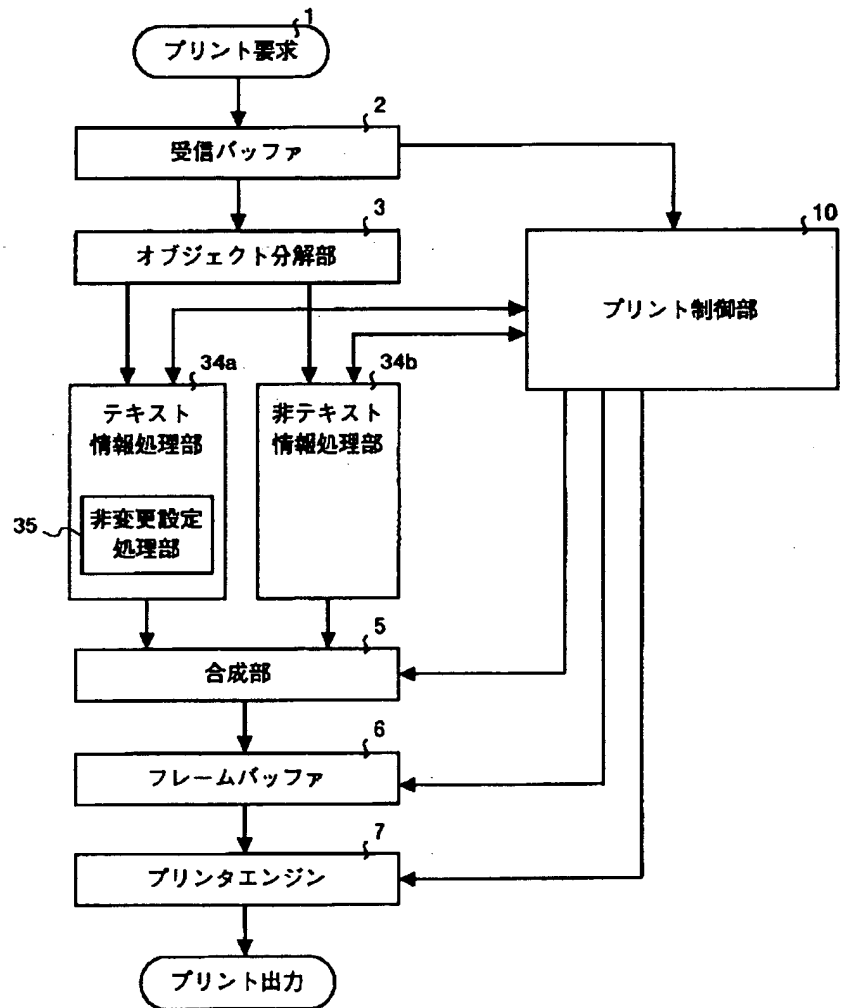 1
プリント要求
2
受信バッファ
3
オブジェクト分解部
10
プリント制御部
34a
テキスト
情報処理部
34b
非テキスト
情報処理部
35
非変更設定
処理部
5
合成部
6
フレームバッファ
7
プリンタエンジン
プリント出力